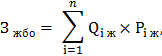 З жбо = n∑i=1 Qi ж × Pi ж,